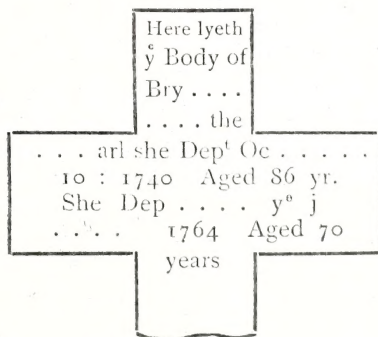 Here lyeth
yᵉ Body of
Bry . . . .
. . . . the
. . . arl she Depᵗ Oc . . . . .
10 : 1740 Aged 86 yr.
She Dep . . . . yᵉ j
. . . . 1764 Aged 70
years